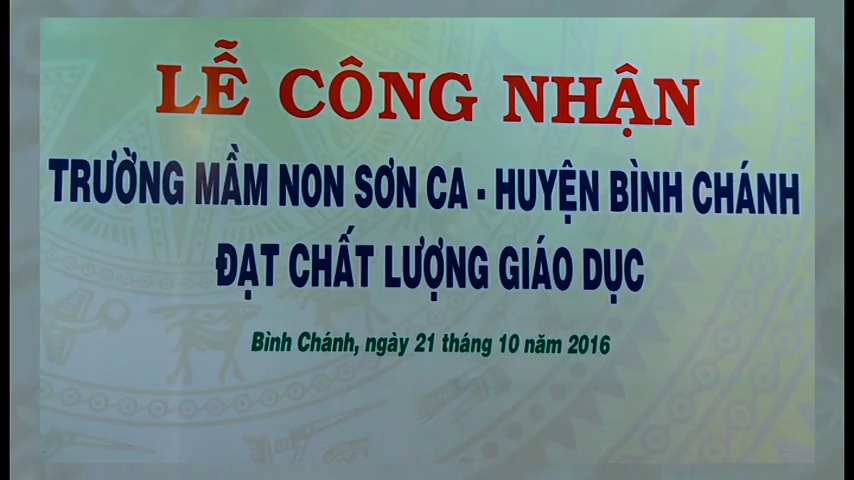 LỄ CÔNG NHẬN
TRƯỜNG MẦM NON SƠN CA - HUYỆN BÌNH CHÁNH
ĐẠT CHẤT LƯỢNG GIÁO DỤC
Bình Chánh, ngày 21 tháng 10 năm 2016